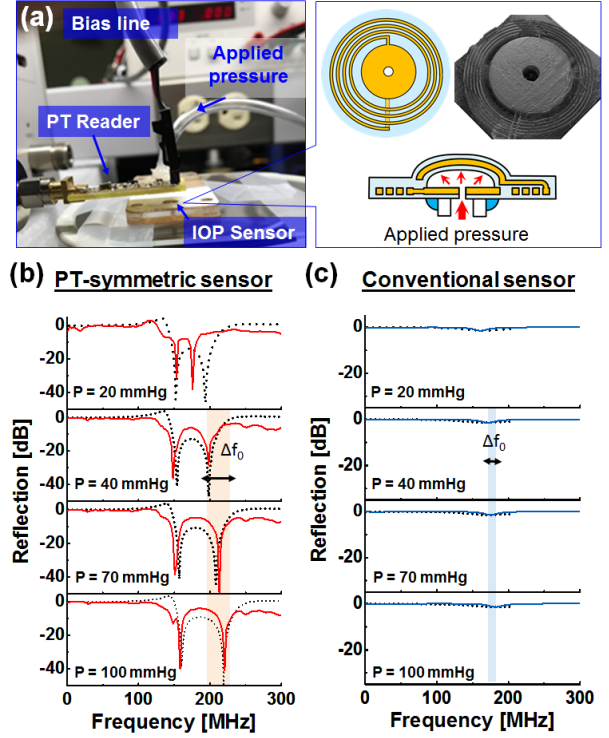 (a)
Bias line
Applied
pressure
PT Reader
IOP Sensor
Applied pressure
(b) PT-symmetric sensor
(c) Conventional sensor
0
-20
-40
P = 20 mmHg
0
-20
-40
P = 40 mmHg
Δf₀
0
-20
-40
P = 70 mmHg
0
-20
-40
P = 100 mmHg
0 100 200 300
Reflection [dB]
Frequency [MHz]
0
-20
P = 20 mmHg
0
-20
P = 40 mmHg
Δf₀
0
-20
P = 70 mmHg
0
-20
P = 100 mmHg
0 100 200 300
Reflection [dB]
Frequency [MHz]